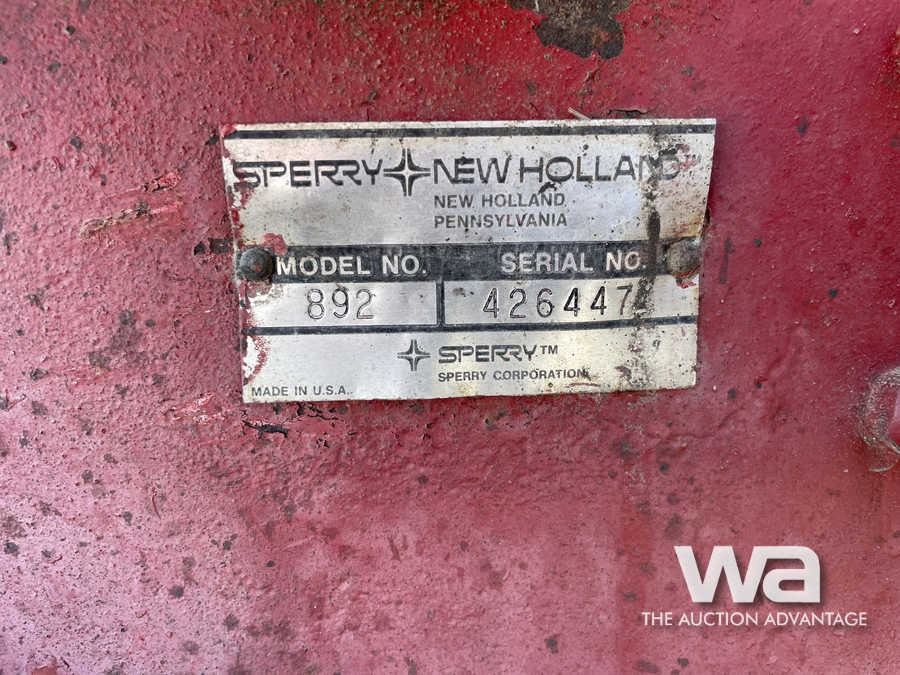 SPERRY NEW HOLLAND
NEW HOLLAND
PENNSYLVANIA
MODEL NO. SERIAL NO.
892 426447
SPERRY™
SPERRY CORPORATION
MADE IN U.S.A.
wa
THE AUCTION ADVANTAGE